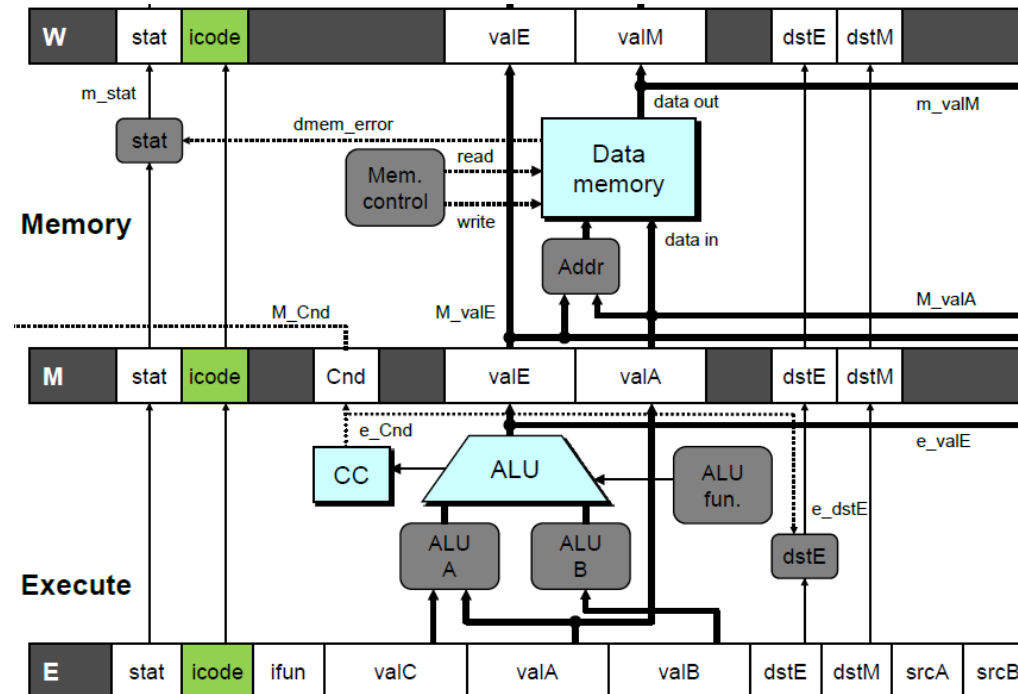 W stat icode valE valM dstE dstM
m_stat
data out
m_valM
stat
dmem_error
Mem.
control
read
write
Data
memory
Memory
data in
Addr
M_Cnd
M_valE
M_valA
M stat icode Cnd valE valA dstE dstM
e_Cnd
e_valE
CC
ALU
ALU
fun.
e_dstE
ALU
A
ALU
B
dstE
Execute
E stat icode ifun valC valA valB dstE dstM srcA srcB